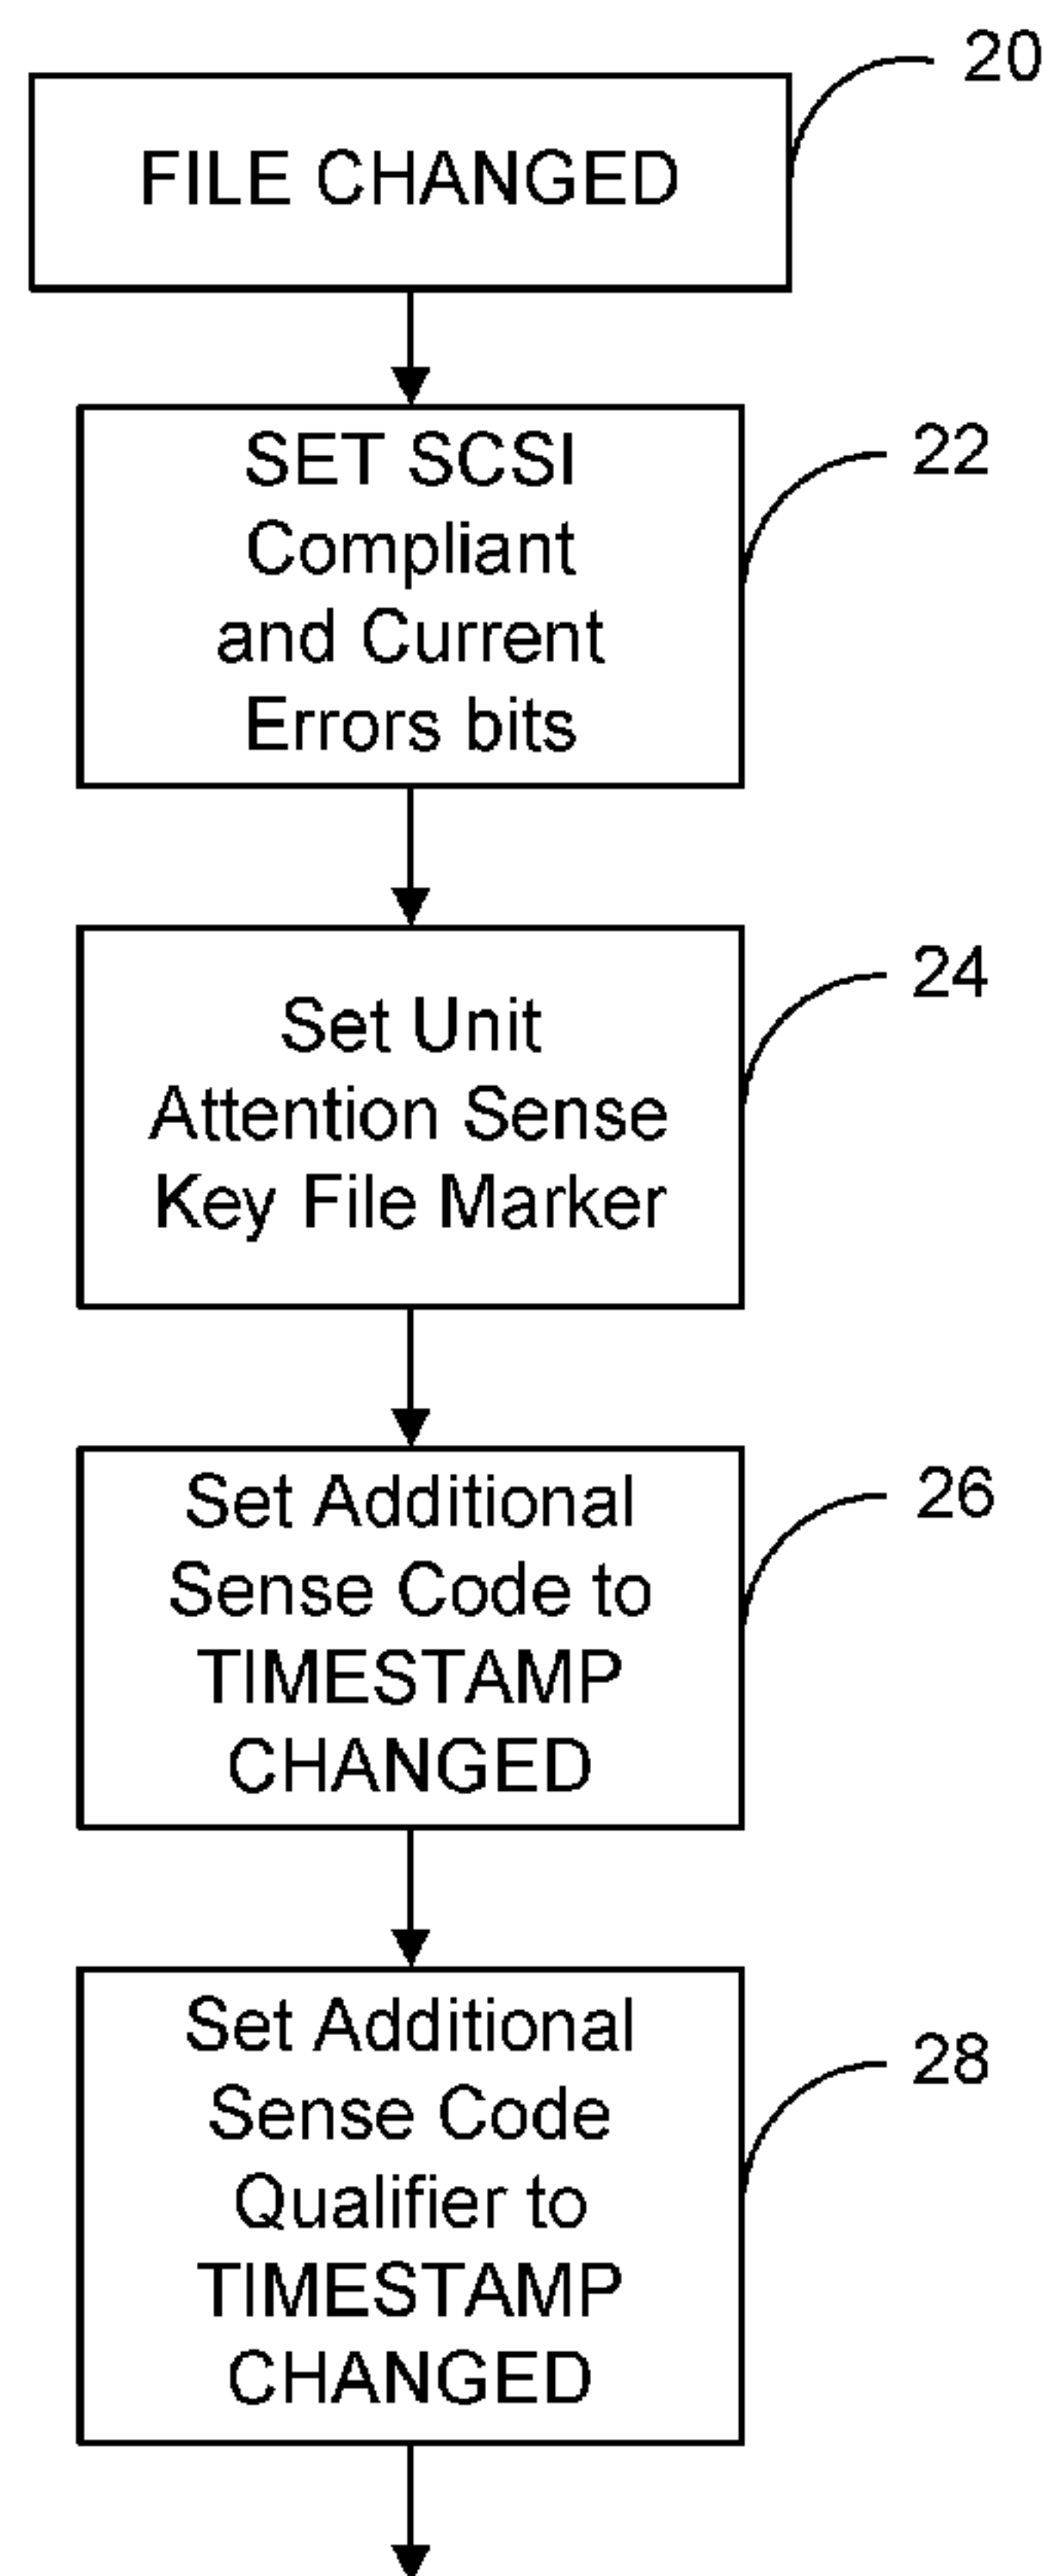 20
FILE CHANGED
SET SCSI
Compliant
and Current
Errors bits
22
Set Unit
Attention Sense
Key File Marker
24
Set Additional
Sense Code to
TIMESTAMP
CHANGED
26
Set Additional
Sense Code
Qualifier to
TIMESTAMP
CHANGED
28